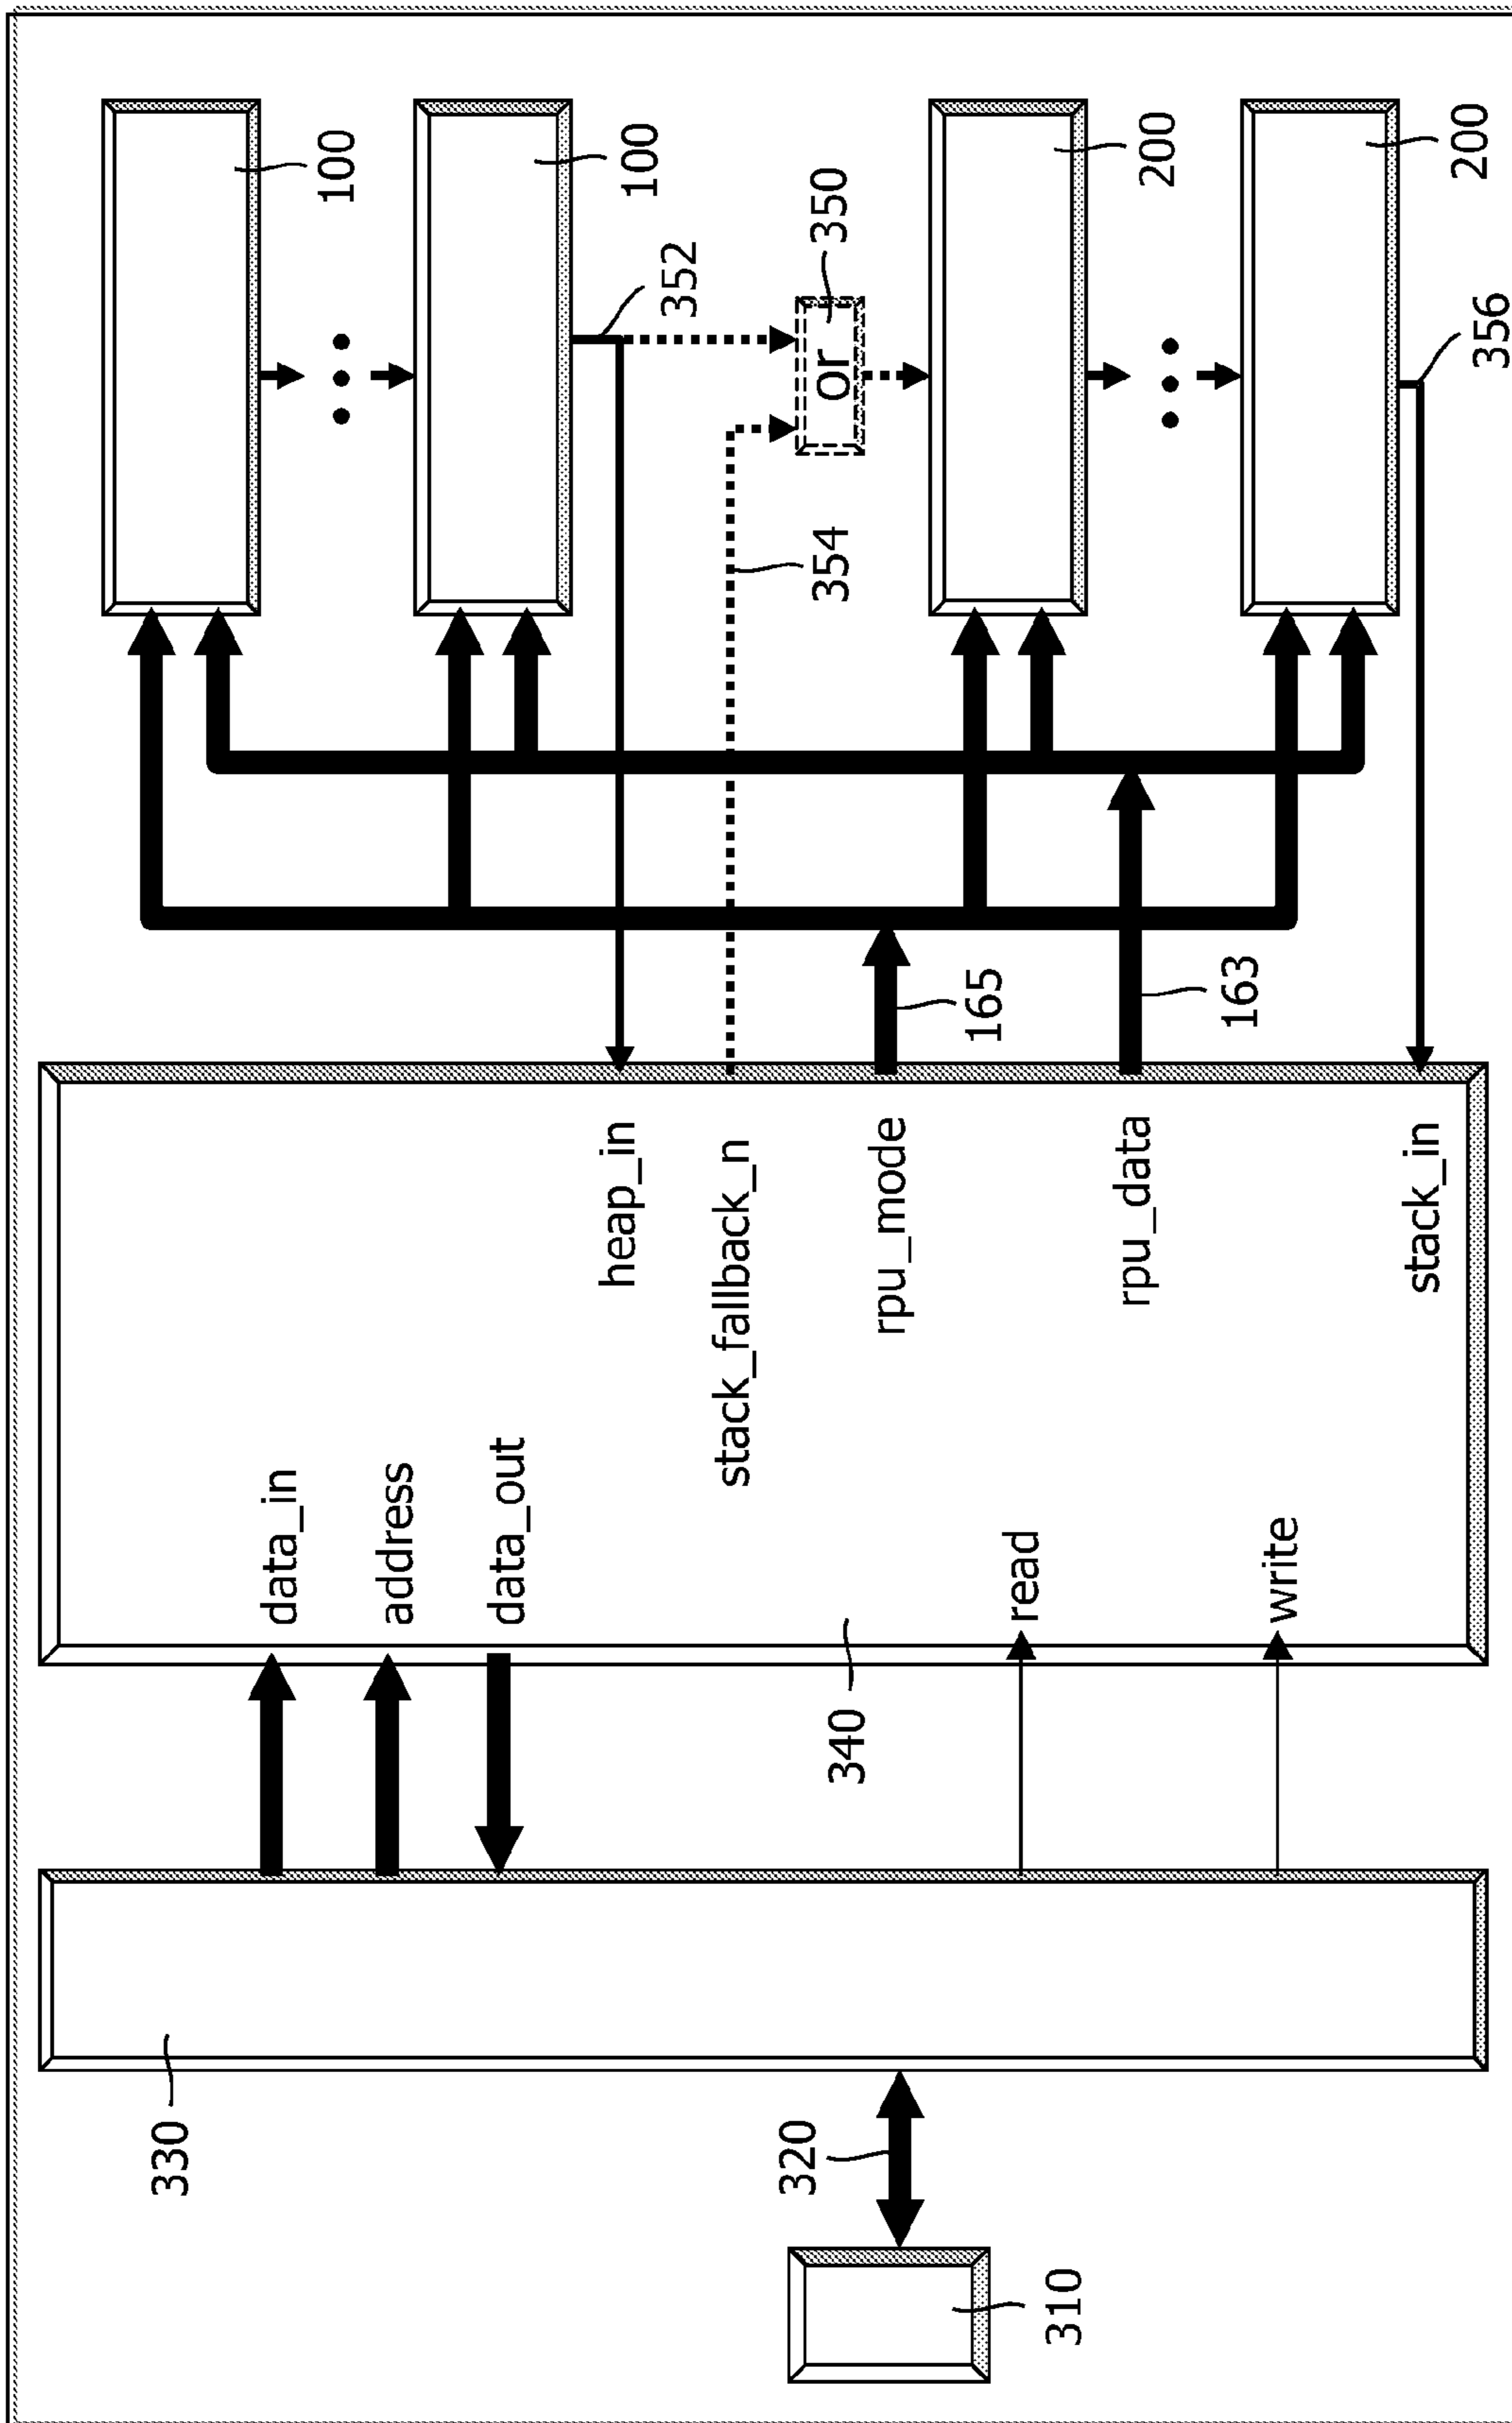 330
data_in
100
address
data_out
heap_in
100
352
stack_fallback_n
320
340
354
or
350
rpu_mode
165
read
310
rpu_data
200
163
write
stack_in
200
356